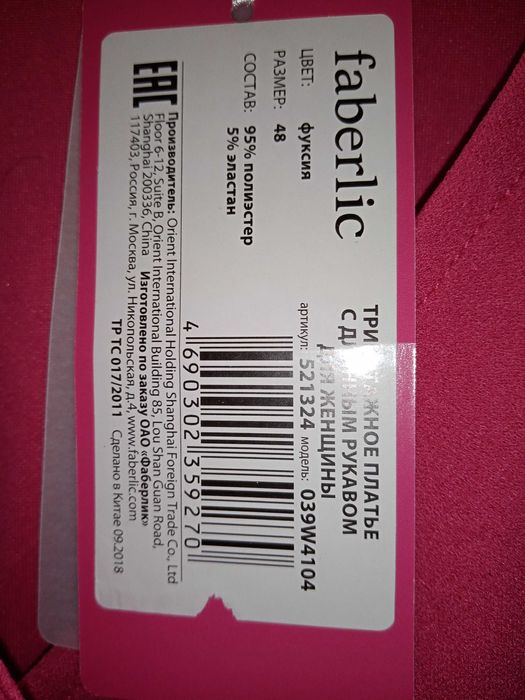 faberlic
ТРИКОТАЖНОЕ ПЛАТЬЕ
С ДЛИННЫМ РУКАВОМ
ДЛЯ ЖЕНЩИНЫ
артикул: 521324 модель: 039W4104
ЦВЕТ: фуксия
РАЗМЕР: 48
СОСТАВ: 95% полиэстер
5% эластан
4 690302 359270
EAC
Производитель: Orient International Holding Shanghai Foreign Trade Co., Ltd
Floor 6-12, Suite B, Orient International Building 85, Lou Shan Guan Road,
Shanghai 200336, China Изготовлено по заказу ОАО «Фаберлик»
117403, Россия, г. Москва, ул. Никопольская, д.4, www.faberlic.com
ТР ТС 017/2011 Сделано в Китае 09.2018